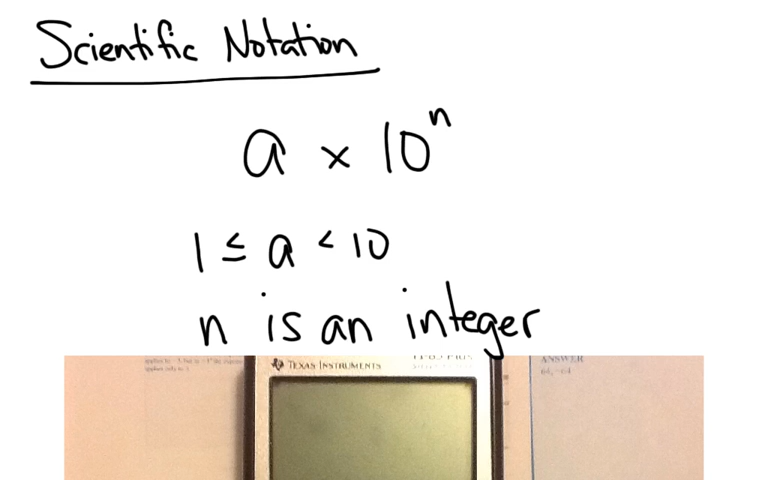 Scientific Notation
a × 10ⁿ
1 ≤ a < 10
n is an integer
TEXAS INSTRUMENTS
ANSWER